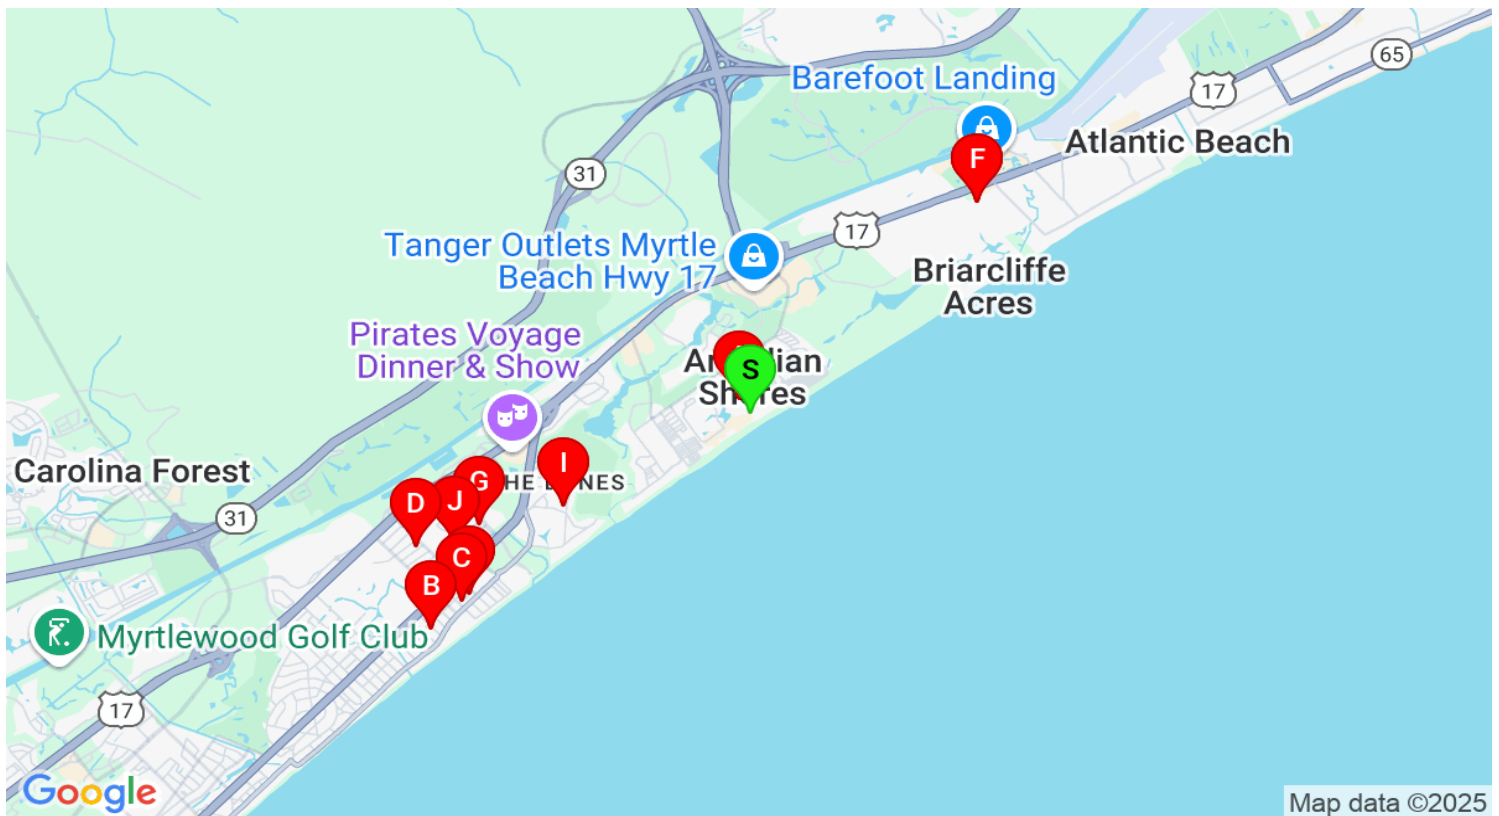 65
Barefoot Landing
17
Atlantic Beach
F
31
17
Tanger Outlets Myrtle
Beach Hwy 17
Briarcliffe
Acres
Pirates Voyage
Dinner & Show
S
Carolina Forest
I
G
D
J
31
C
B
Myrtlewood Golf Club
17
Google
Map data ©2025